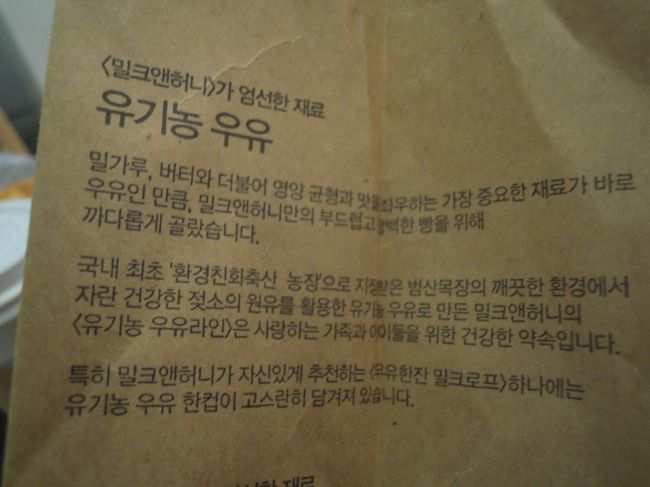 〈밀크앤허니〉가 엄선한 재료
유기농 우유
밀가루, 버터와 더불어 영양 균형과 맛을 좌우하는 가장 중요한 재료가 바로
우유인 만큼, 밀크앤허니만의 부드럽고 담백한 빵을 위해
까다롭게 골랐습니다.
국내 최초 '환경친화축산 농장'으로 지정받은 범산목장의 깨끗한 환경에서
자란 건강한 젖소의 원유를 활용한 유기농 우유로 만든 밀크앤허니의
〈유기농 우유라인〉은 사랑하는 가족과 아이들을 위한 건강한 약속입니다.
특히 밀크앤허니가 자신있게 추천하는 〈우유한잔 밀크로프〉하나에는
유기농 우유 한컵이 고스란히 담겨져 있습니다.
재료